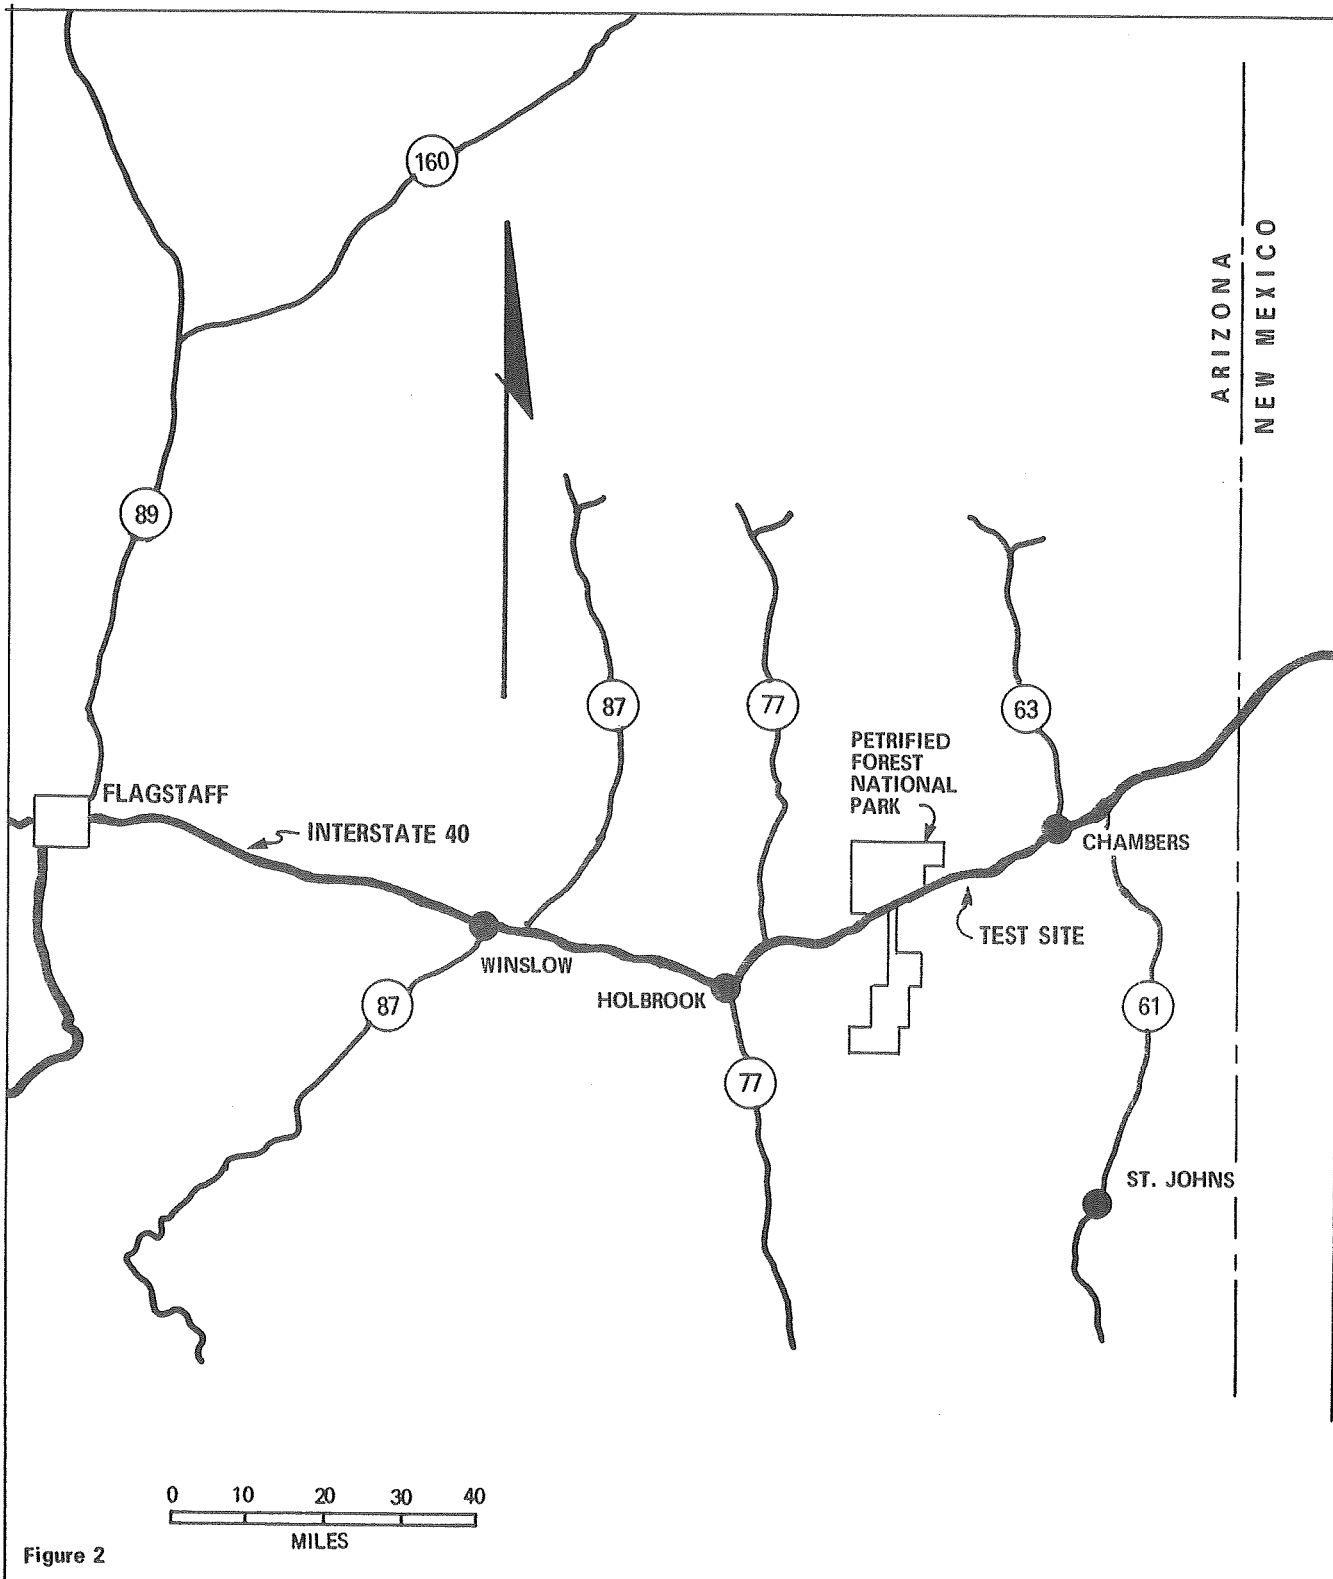 160
ARIZONA
NEW MEXICO
89
87
77
63
PETRIFIED
FOREST
NATIONAL
PARK
FLAGSTAFF
INTERSTATE 40
CHAMBERS
TEST SITE
WINSLOW
HOLBROOK
87
61
77
ST. JOHNS
0 10 20 30 40
MILES
Figure 2